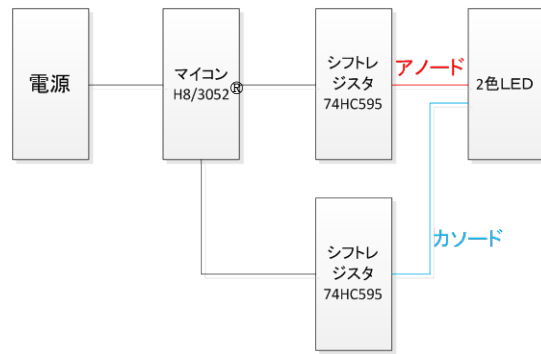 電源
マイコン
H8/3052®
シフトレ
ジスタ
74HC595
アノード
2色LED
シフトレ
ジスタ
74HC595
カソード